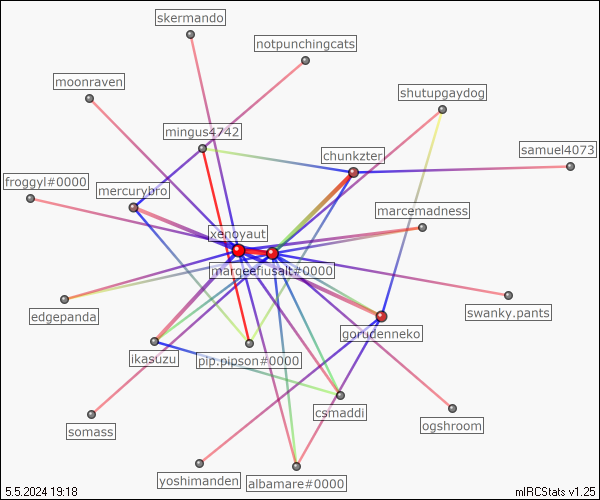 skermando
notpunchingcats
moonraven
shutupgaydog
mingus4742
samuel4073
chunkzter
froggyl#0000
mercurybro
marcemadness
xenoyaut
margeefiusalt#0000
edgepanda
swanky.pants
gorudenneko
ikasuzu
pip.pipson#0000
csmaddi
somass
ogshroom
yoshimanden
albamare#0000
5.5.2024 19:18
mIRCStats v1.25